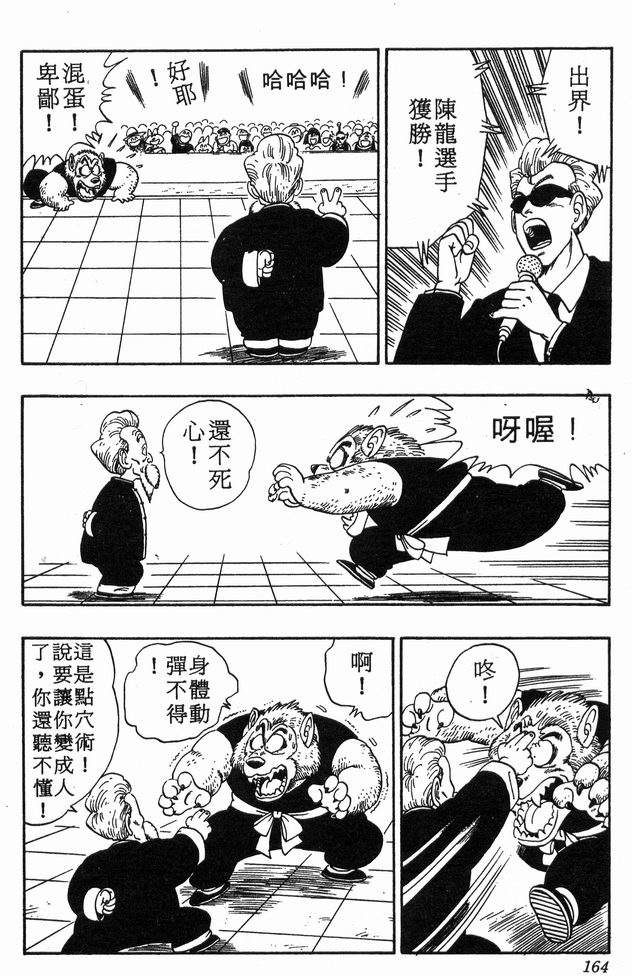 出界！
陳龍選手
獲勝！
哈哈哈！
好耶
！
混蛋！
卑鄙！
呀喔！
還不死
心！
咚！
啊！
身體動
彈不得
！
這是點穴術！
說要讓你變成人
了，你還聽不懂！
164